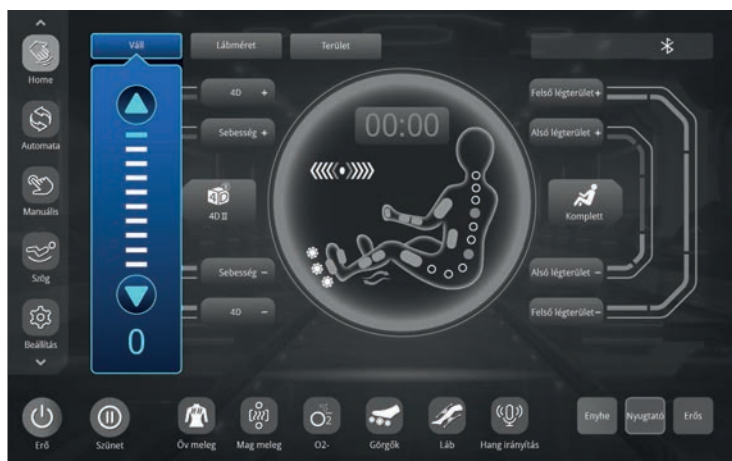 Váll
Lábméret
Terület
Home
Automata
Manuális
Szög
Beállítás
0
4D +
Sebesség +
4D
4D II
Sebesség −
4D −
00:00
Felső légterület+
Alsó légterület +
Komplett
Alsó légterület −
Felső légterület−
Erő
Szünet
Öv meleg
Mag meleg
O2
O2-
Görgők
Láb
Hang irányítás
Enyhe
Nyugtató
Erős